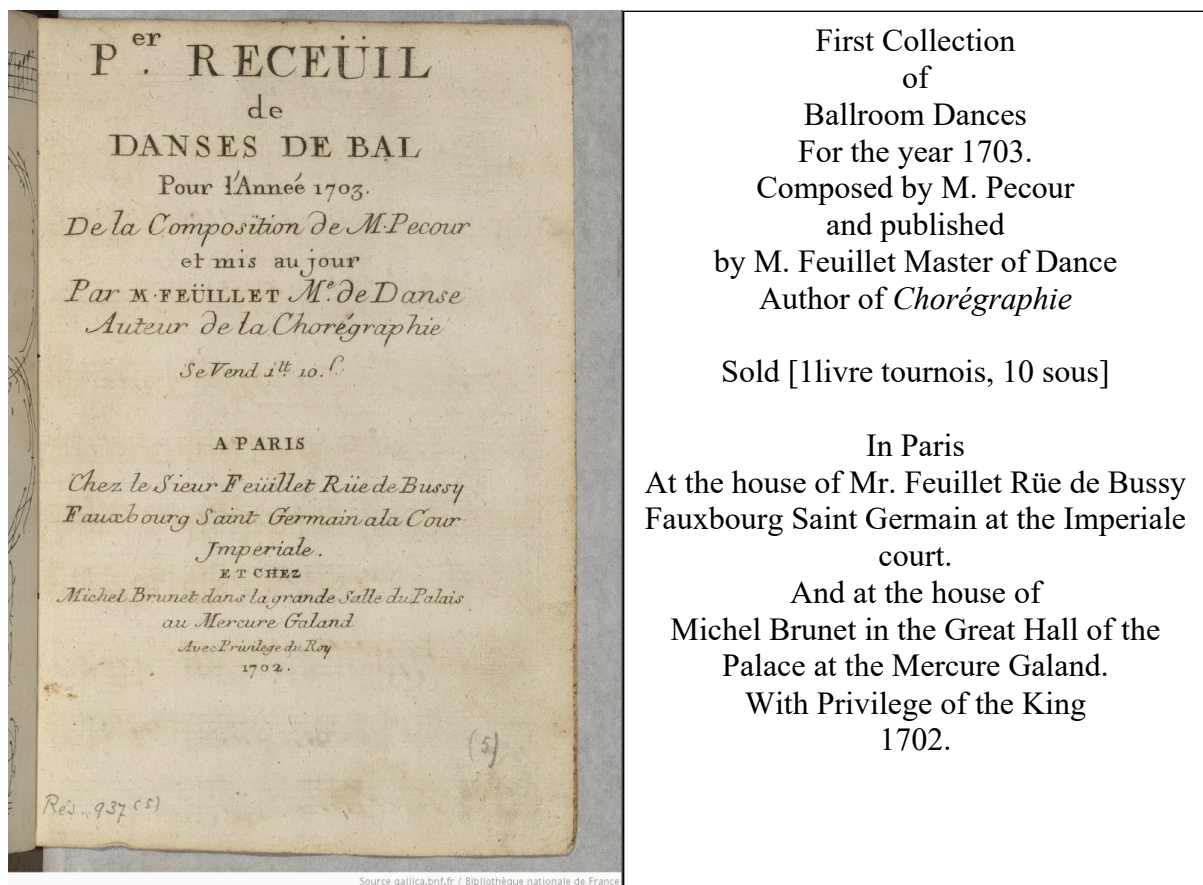 P.er RECEÜIL
de
DANSES DE BAL
Pour l'Anneé 1703.
De la Composition de M. Pecour
et mis au jour
Par M. FEÜILLET Me. de Danse
Auteur de la Chorégraphie
Se Vend 1tt. 10.ſ
A PARIS
Chez le Sieur Feüillet Rüe de Bussy
Fauxbourg Saint Germain ala Cour
Jmperiale.
ET CHEZ
Michel Brunet dans la grande Salle du Palais
au Mercure Galand
Avec Privilege du Roy
1702.
(5)
Rés. 937 (5)
Source gallica.bnf.fr / Bibliothèque nationale de France
First Collection
of
Ballroom Dances
For the year 1703.
Composed by M. Pecour
and published
by M. Feuillet Master of Dance
Author of Chorégraphie
Sold [1livre tournois, 10 sous]
In Paris
At the house of Mr. Feuillet Rüe de Bussy
Fauxbourg Saint Germain at the Imperiale
court.
And at the house of
Michel Brunet in the Great Hall of the
Palace at the Mercure Galand.
With Privilege of the King
1702.